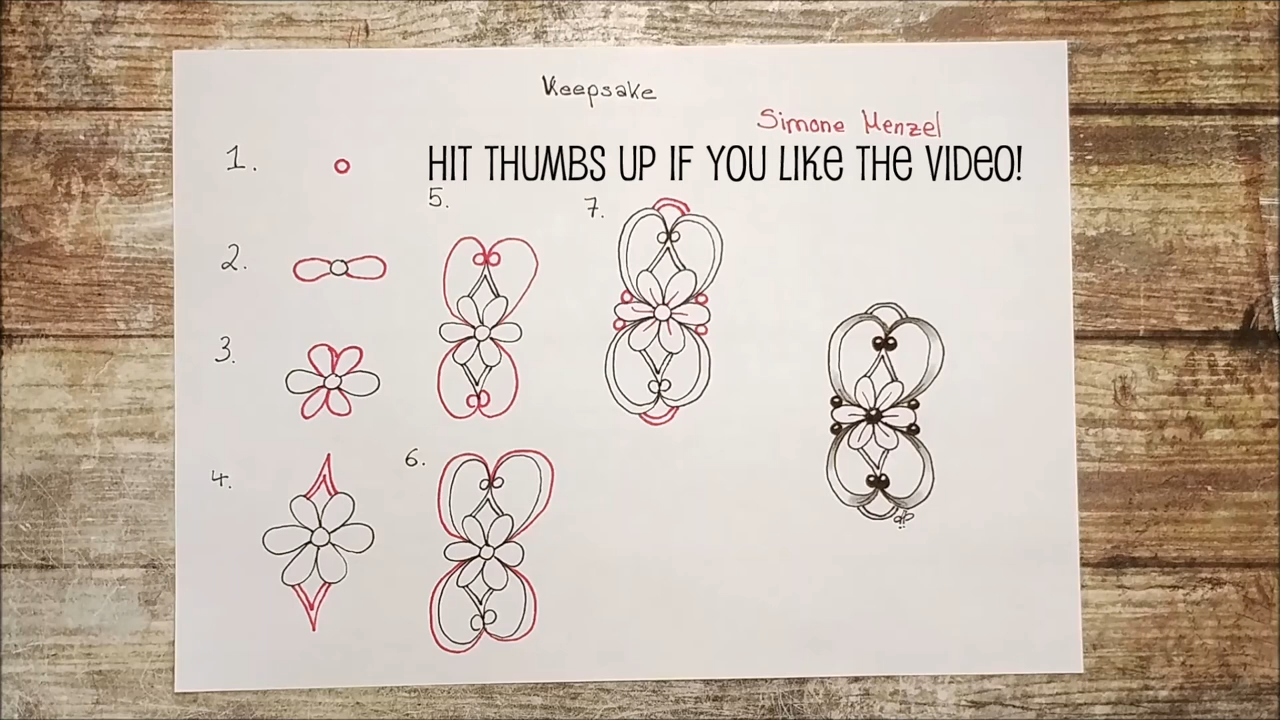 Keepsake
Simone Menzel
1.
HIT THUMBS UP IF YOU LIKE THE VIDEO!
5.
7.
2.
3.
6.
4.